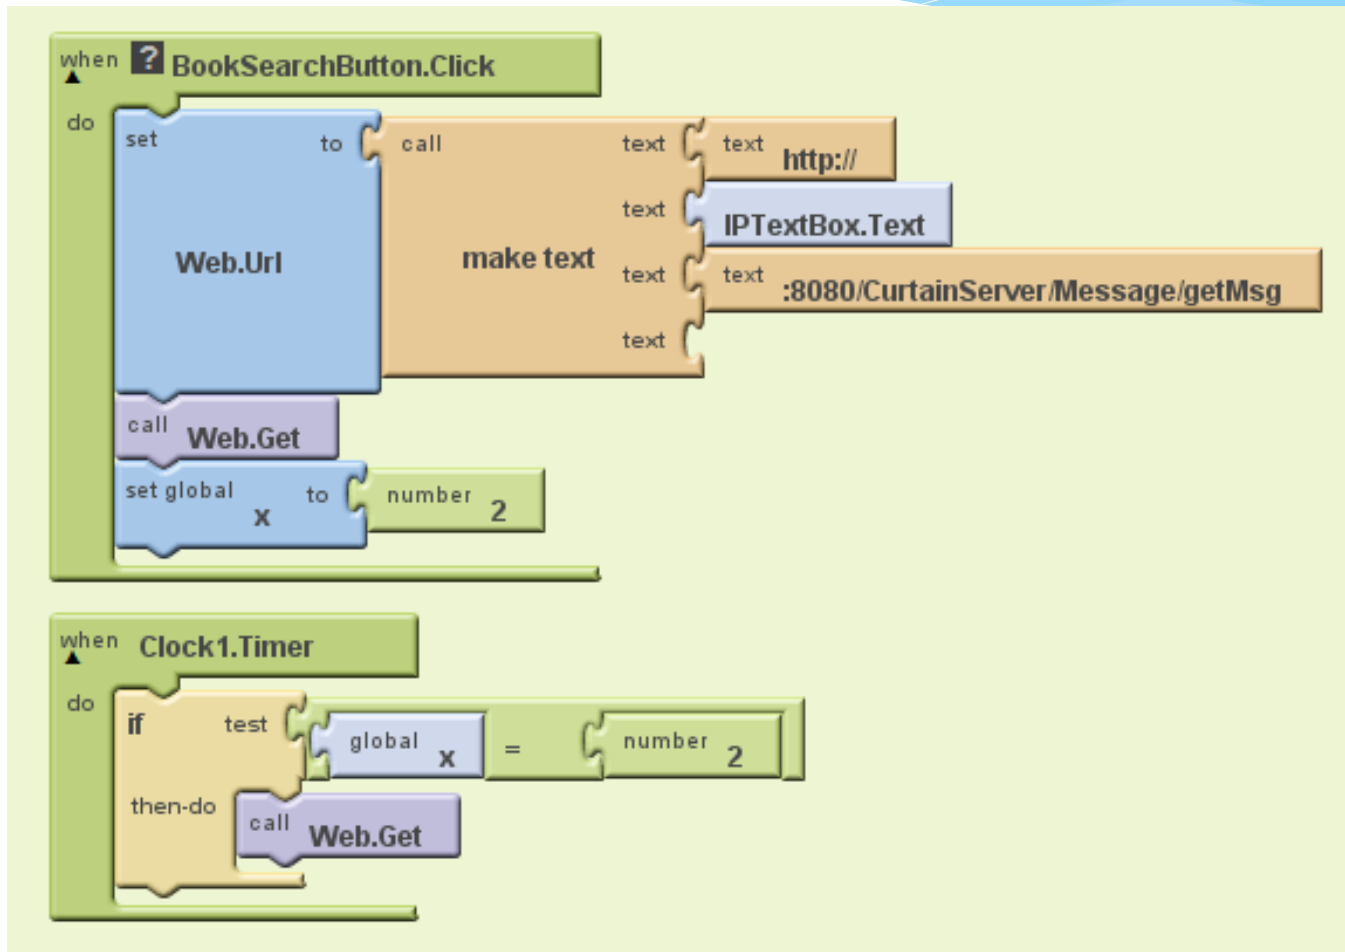 when ? BookSearchButton.Click
do
set to call text text http://
text IPTextBox.Text
Web.Url make text text text :8080/CurtainServer/Message/getMsg
text
call Web.Get
set global x to number 2
when Clock1.Timer
do
if test global x = number 2
then-do call Web.Get